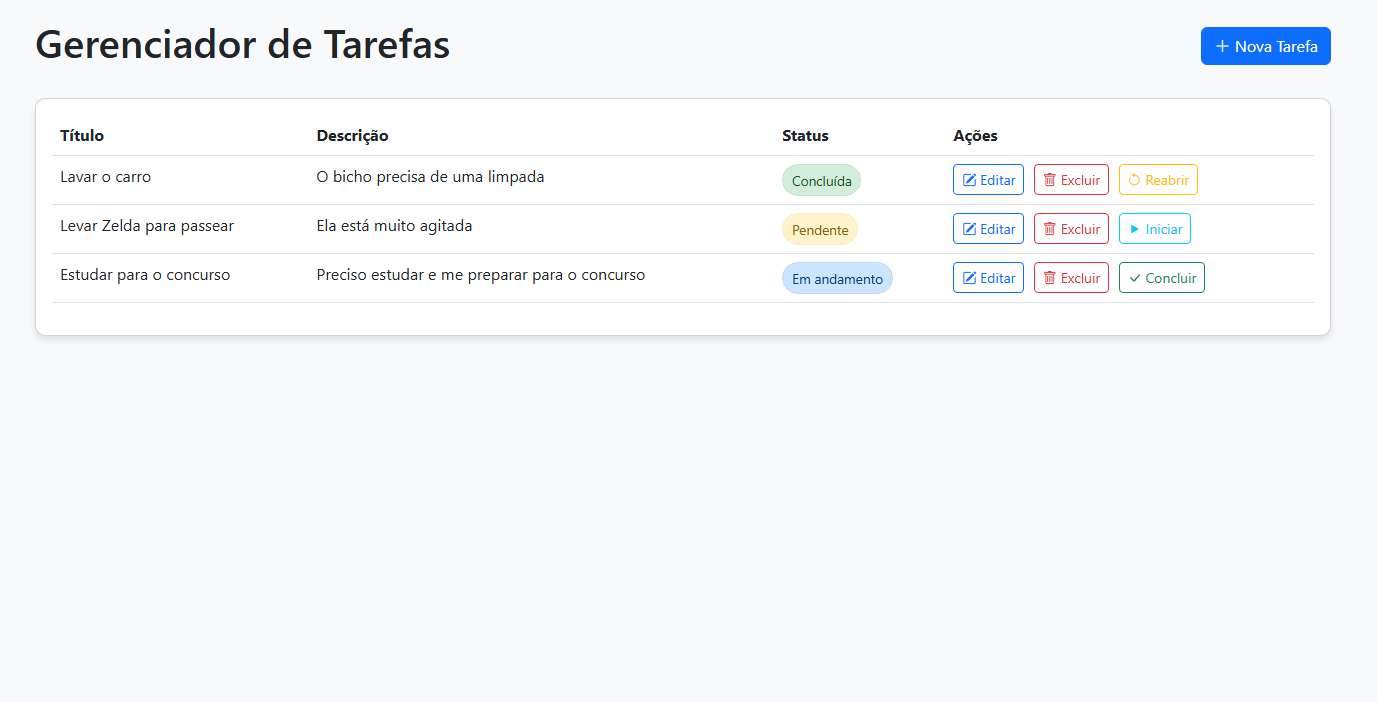 Gerenciador de Tarefas
Nova Tarefa
Título Descrição Status Ações
Lavar o carro O bicho precisa de uma limpada Concluída Editar Excluir Reabrir
Levar Zelda para passear Ela está muito agitada Pendente Editar Excluir Iniciar
Estudar para o concurso Preciso estudar e me preparar para o concurso Em andamento Editar Excluir Concluir